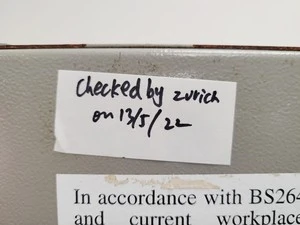 Checked by zurich
on 13/5/22
In accordance with BS264
and current workplace